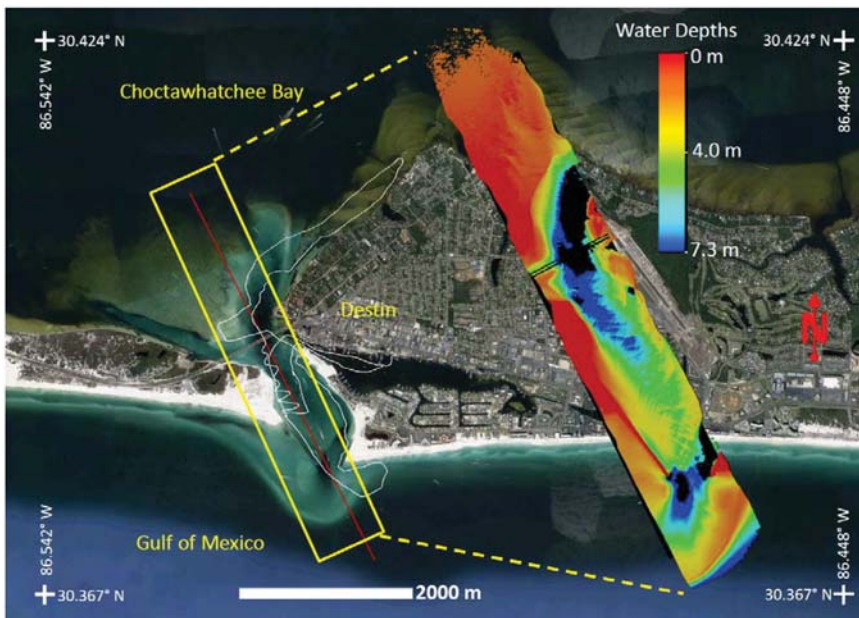 30.424° N
86.542° W
Choctawhatchee Bay
Water Depths
0 m
4.0 m
7.3 m
30.424° N
86.448° W
Destin
N
Gulf of Mexico
86.542° W
30.367° N
2000 m
86.448° W
30.367° N